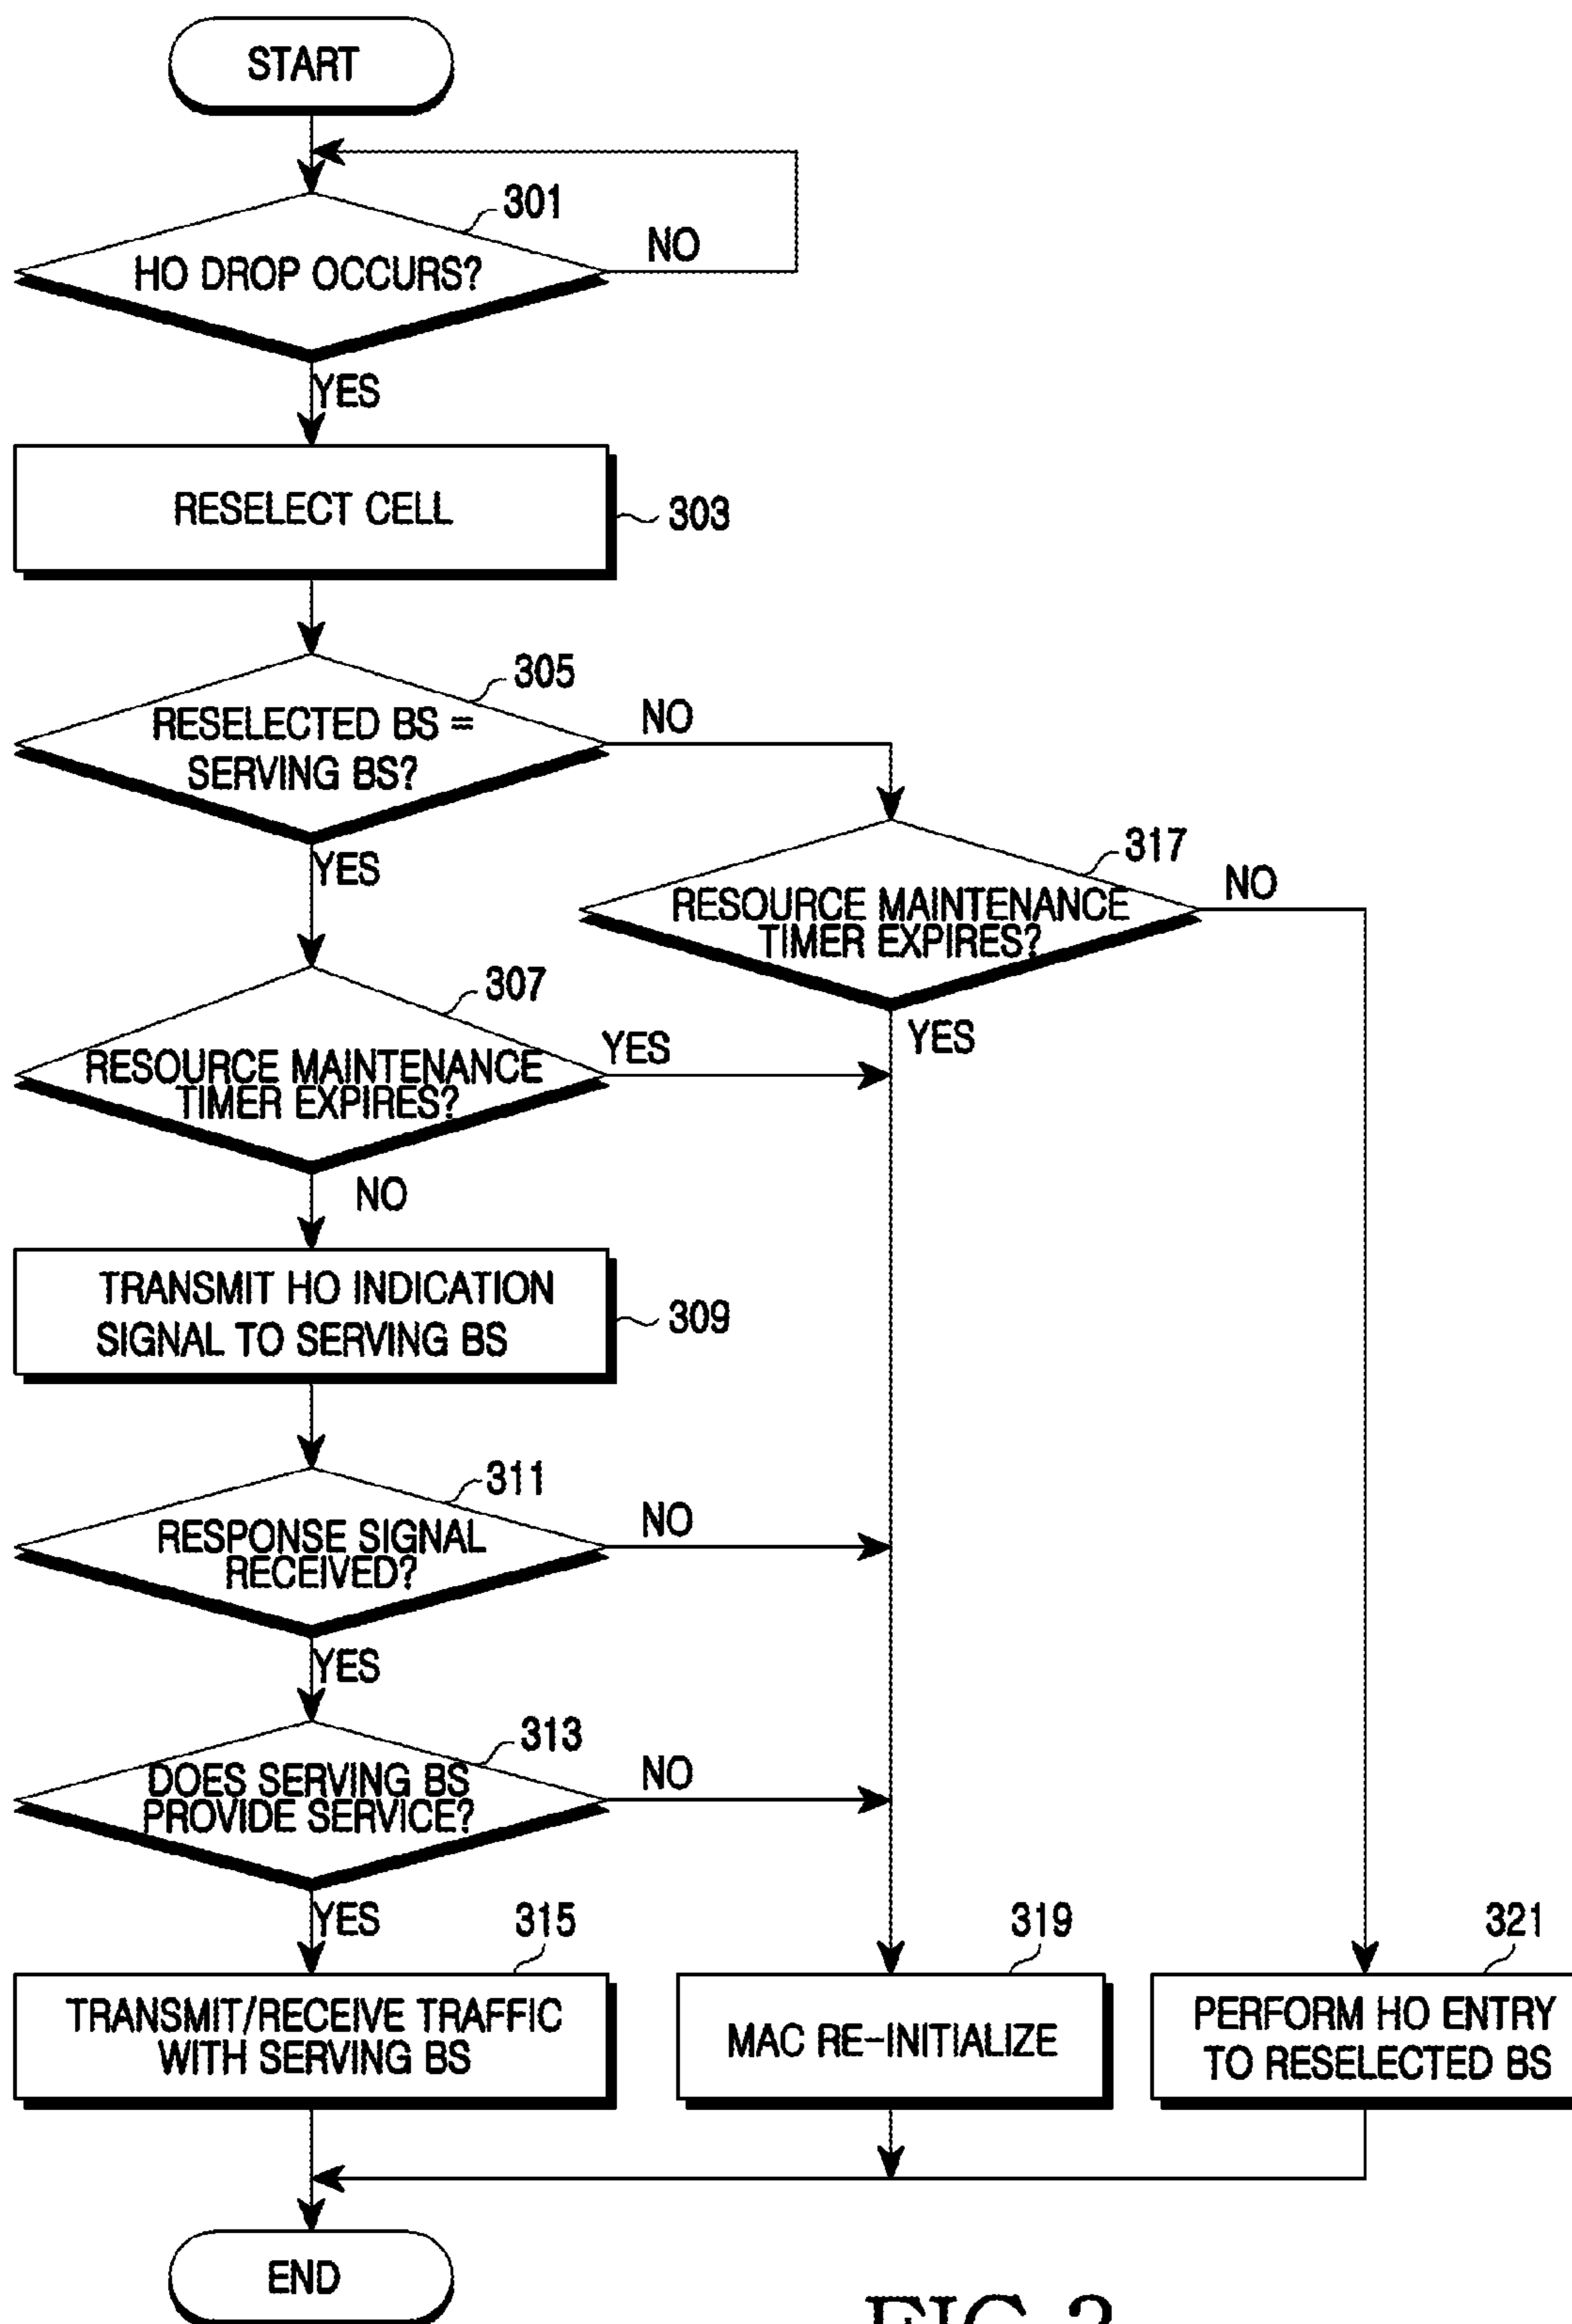 START
301
HO DROP OCCURS?
NO
YES
RESELECT CELL
303
305
RESELECTED BS =
SERVING BS?
NO
YES
317
RESOURCE MAINTENANCE
TIMER EXPIRES?
NO
YES
307
RESOURCE MAINTENANCE
TIMER EXPIRES?
YES
NO
TRANSMIT HO INDICATION
SIGNAL TO SERVING BS
309
311
RESPONSE SIGNAL
RECEIVED?
NO
YES
313
DOES SERVING BS
PROVIDE SERVICE?
NO
YES
315
TRANSMIT/RECEIVE TRAFFIC
WITH SERVING BS
319
MAC RE-INITIALIZE
321
PERFORM HO ENTRY
TO RESELECTED BS
END